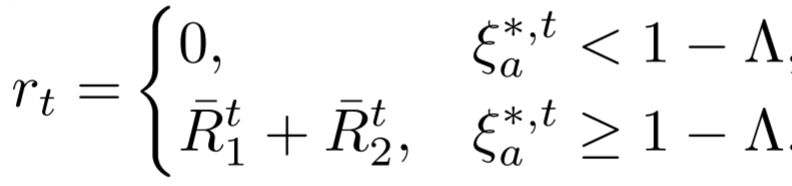 r_t = \begin{cases} 0, & \xi_a^{*,t} < 1 - \Lambda, \\ \bar{R}_1^t + \bar{R}_2^t, & \xi_a^{*,t} \geq 1 - \Lambda. \end{cases}